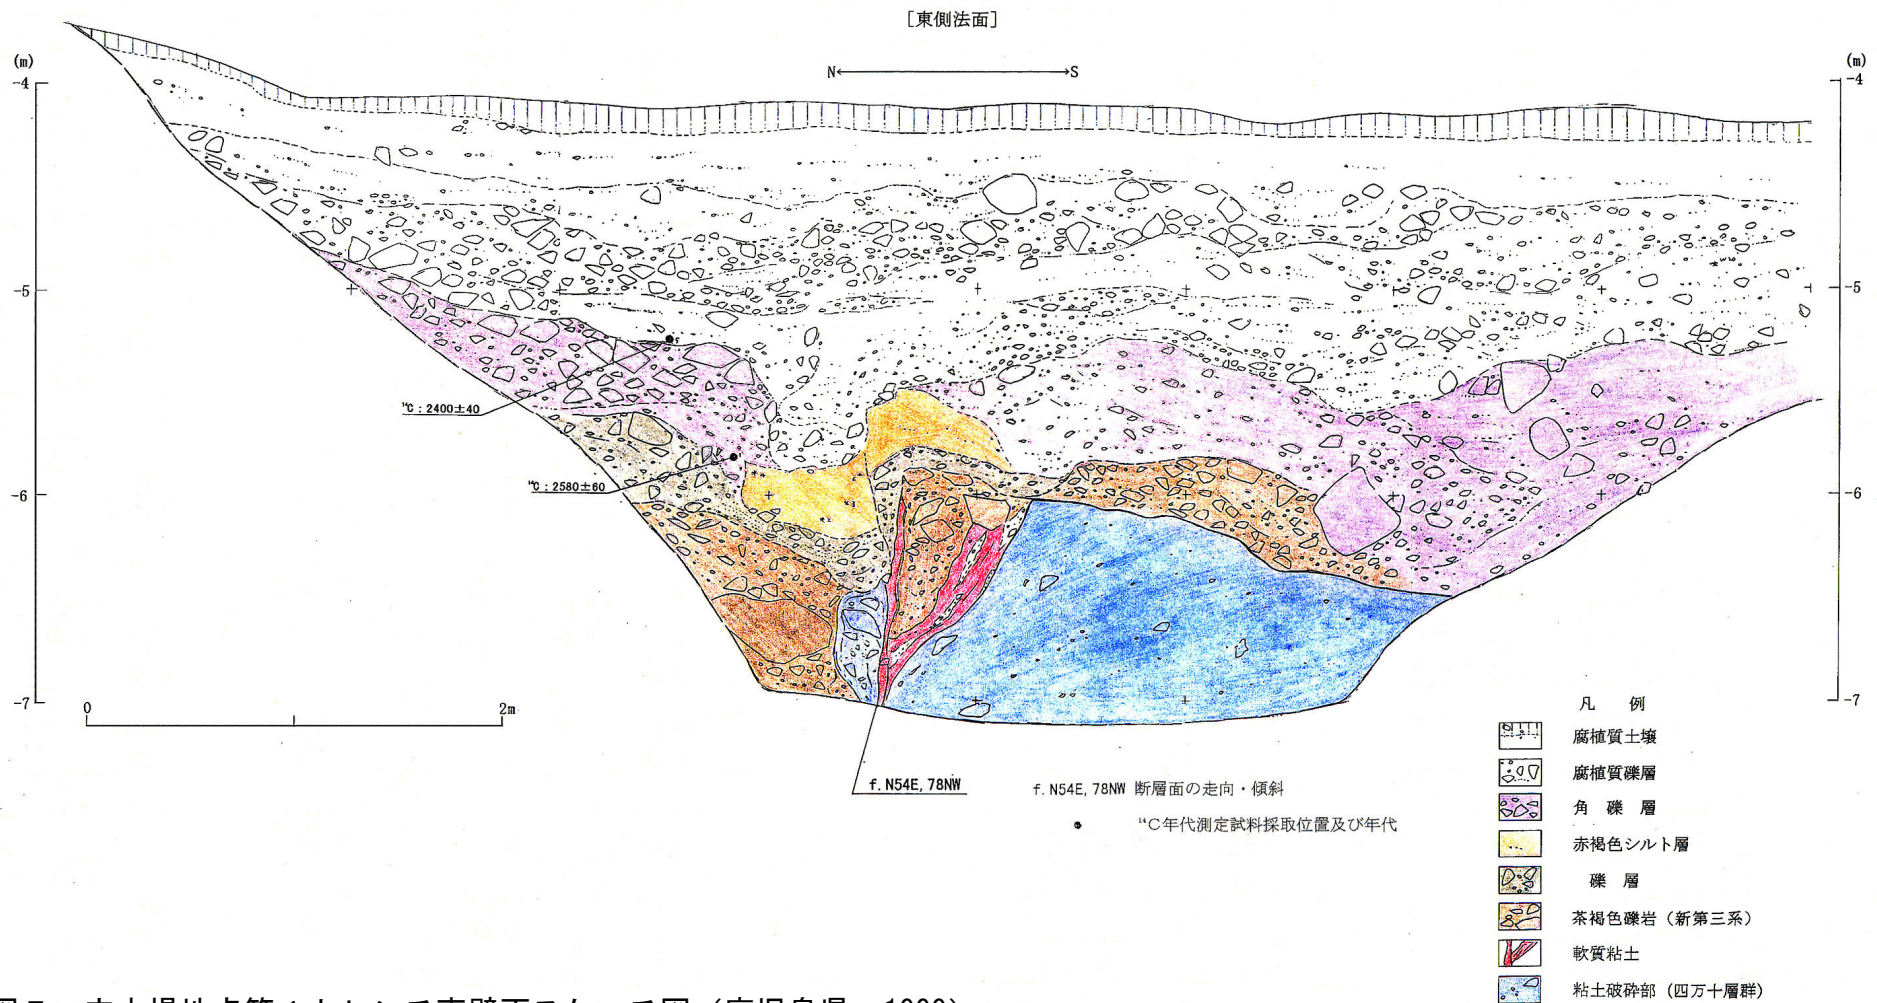 [東側法面]
N S
(m)
(m)
-4
-4
-5
-5
¹⁴C : 2400±40
¹⁴C : 2580±60
-6
-6
-7
-7
0
2m
f. N54E, 78NW
f. N54E, 78NW 断層面の走向・傾斜
¹⁴C年代測定試料採取位置及び年代
凡 例
腐植質土壌
腐植質礫層
角 礫 層
赤褐色シルト層
礫 層
茶褐色礫岩(新第三系)
軟質粘土
粘土破砕部(四万十層群)